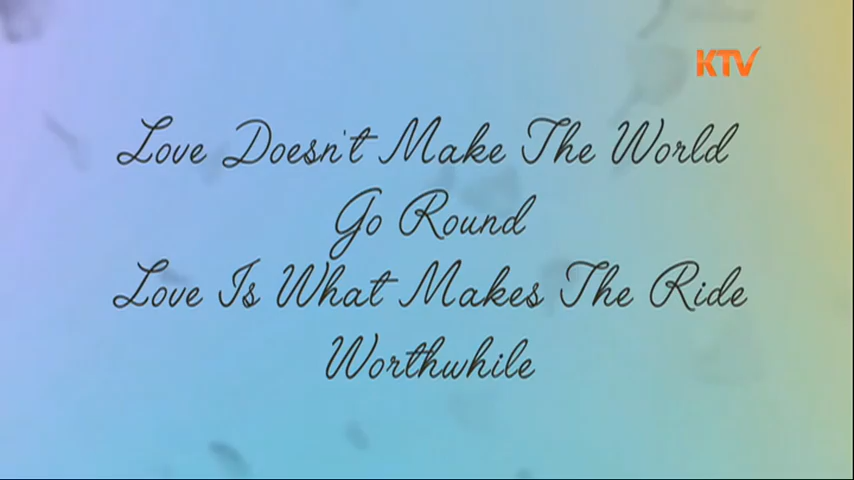 KTV
Love Doesn't Make The World
Go Round
Love Is What Makes The Ride
Worthwhile